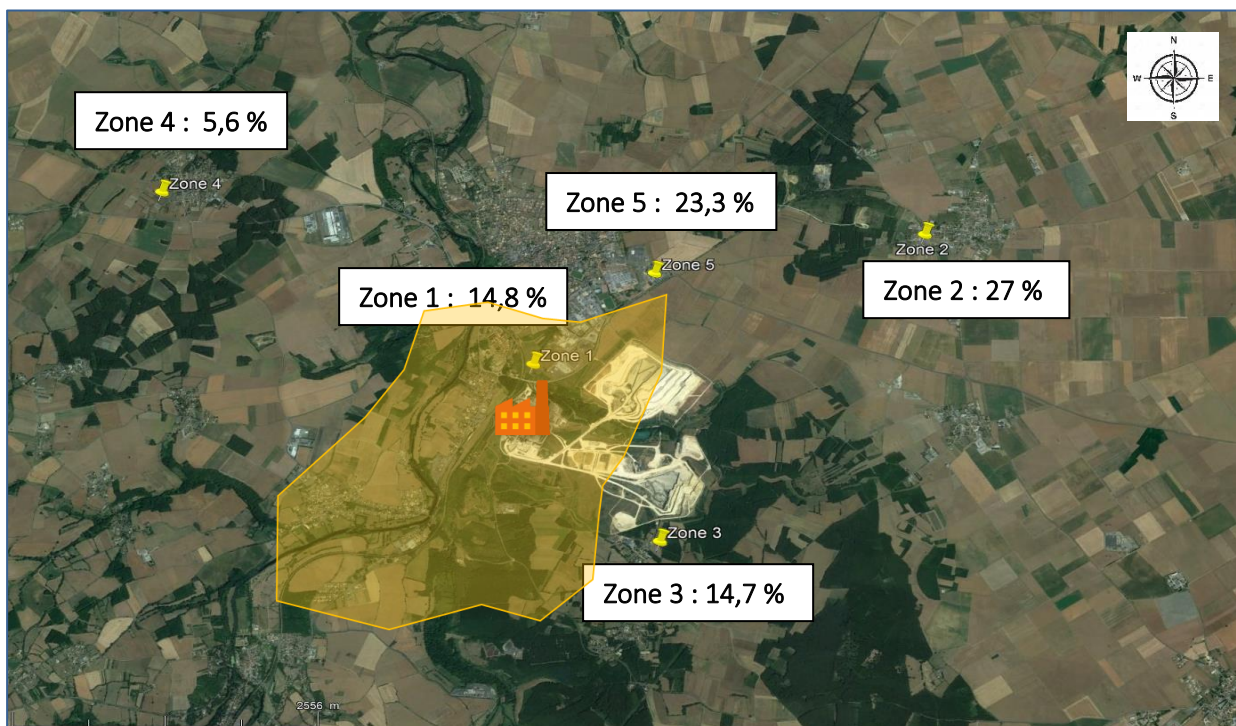 N
W E
S
Zone 4 :  5,6 %
Zone 4
Zone 5 :  23,3 %
Zone 2
Zone 5
Zone 1 :  14,8 %
Zone 2 : 27 %
Zone 1
Zone 3
Zone 3 : 14,7 %
2556 m